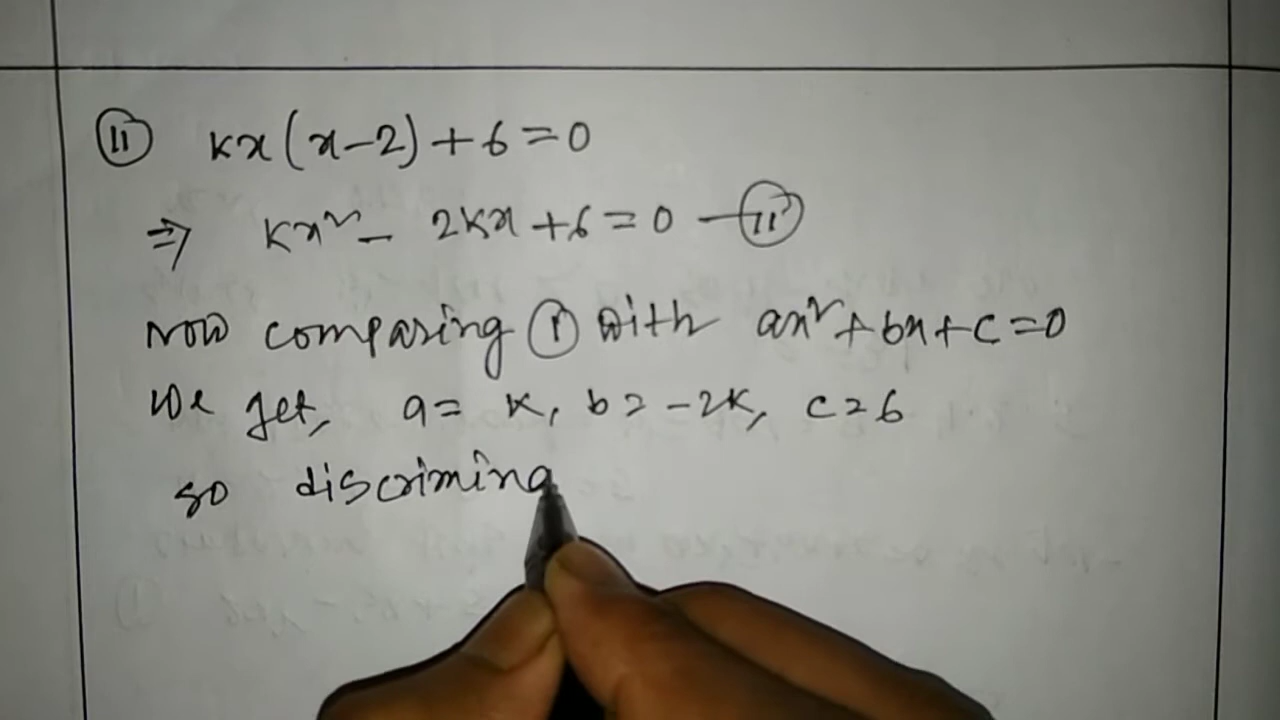 (11) kx(x-2)+6=0
⇒ kx² - 2kx +6=0 — (11)
Now comparing (1) with ax²+bx+c=0
We get, a= k, b= -2k, c=6
so discrimina